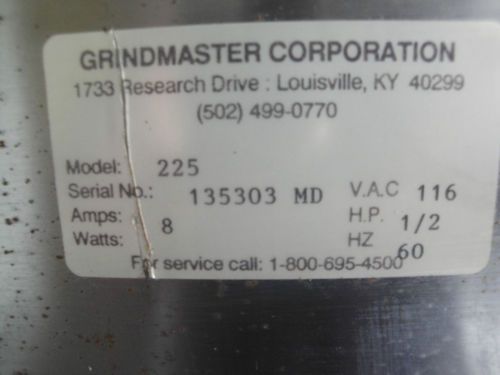 GRINDMASTER CORPORATION
1733 Research Drive : Louisville, KY 40299
(502) 499-0770
Model: 225
Serial No.: 135303 MD V.A.C 116
Amps: 8 H.P. 1/2
Watts: HZ 60
For service call: 1-800-695-4500